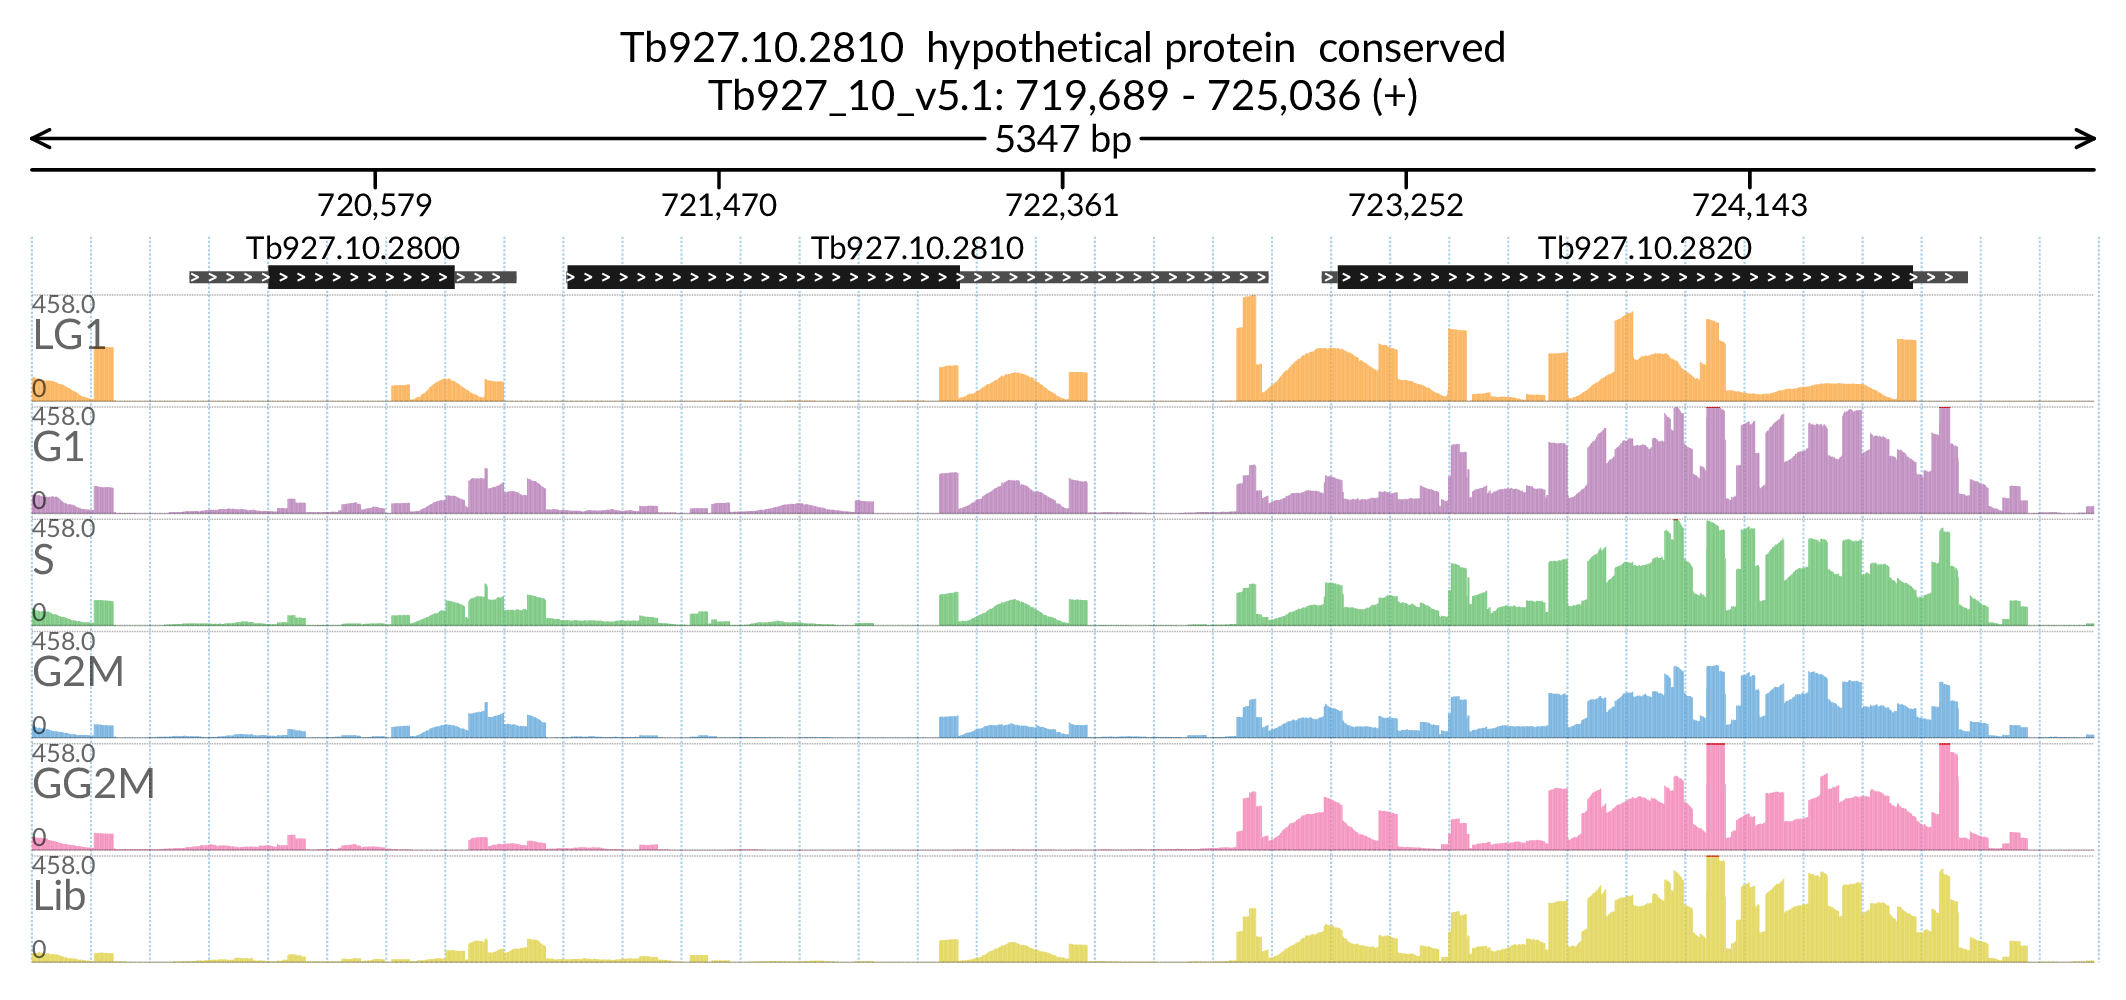 Tb927.10.2810 hypothetical protein conserved
Tb927_10_v5.1: 719,689 - 725,036 (+)
5347 bp
720,579 721,470 722,361 723,252 724,143
Tb927.10.2800 Tb927.10.2810 Tb927.10.2820
458.0
LG1
0
458.0
G1
0
458.0
S
0
458.0
G2M
0
458.0
GG2M
0
458.0
Lib
0